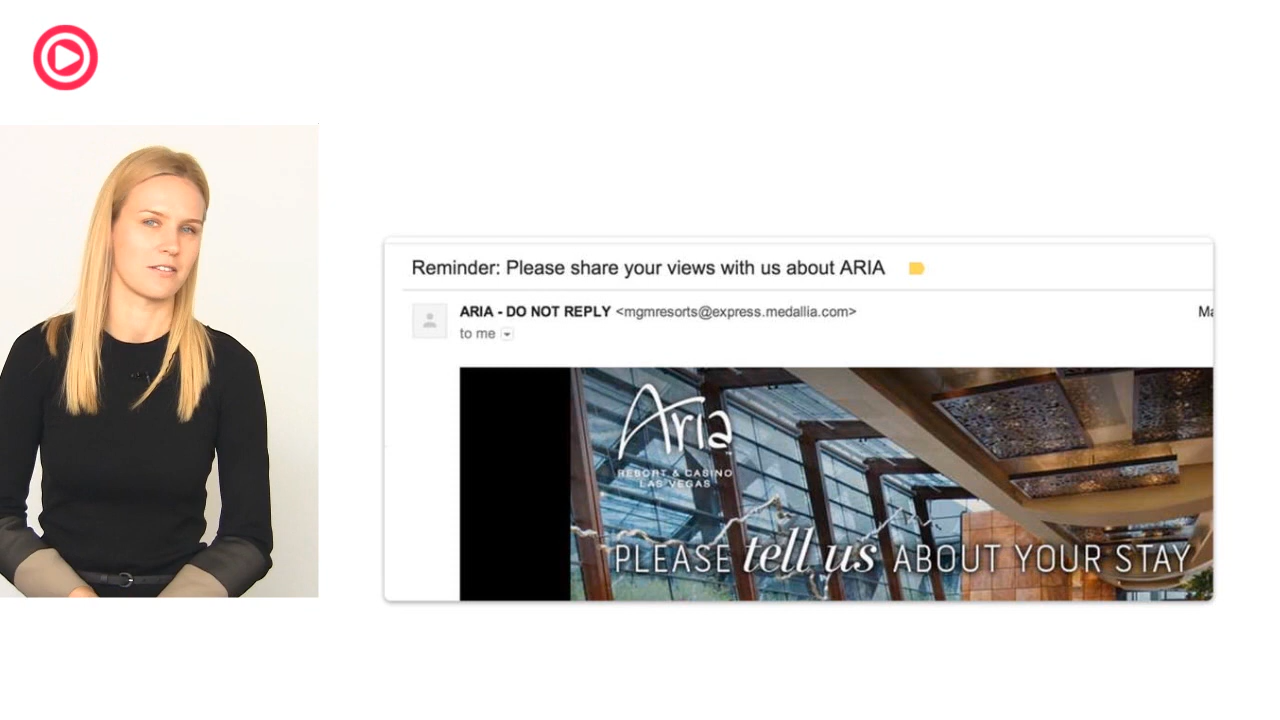 Reminder: Please share your views with us about ARIA
ARIA - DO NOT REPLY <mgmresorts@express.medallia.com>
Ma
to me
Aria
RESORT & CASINO
LAS VEGAS
PLEASE tell us ABOUT YOUR STAY